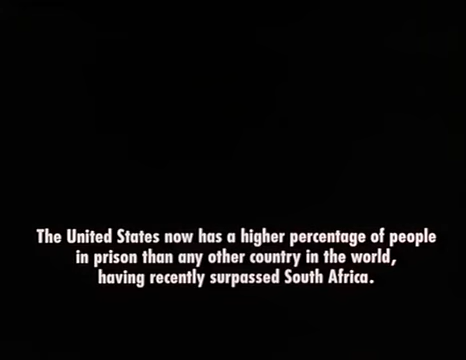 The United States now has a higher percentage of people
in prison than any other country in the world,
having recently surpassed South Africa.